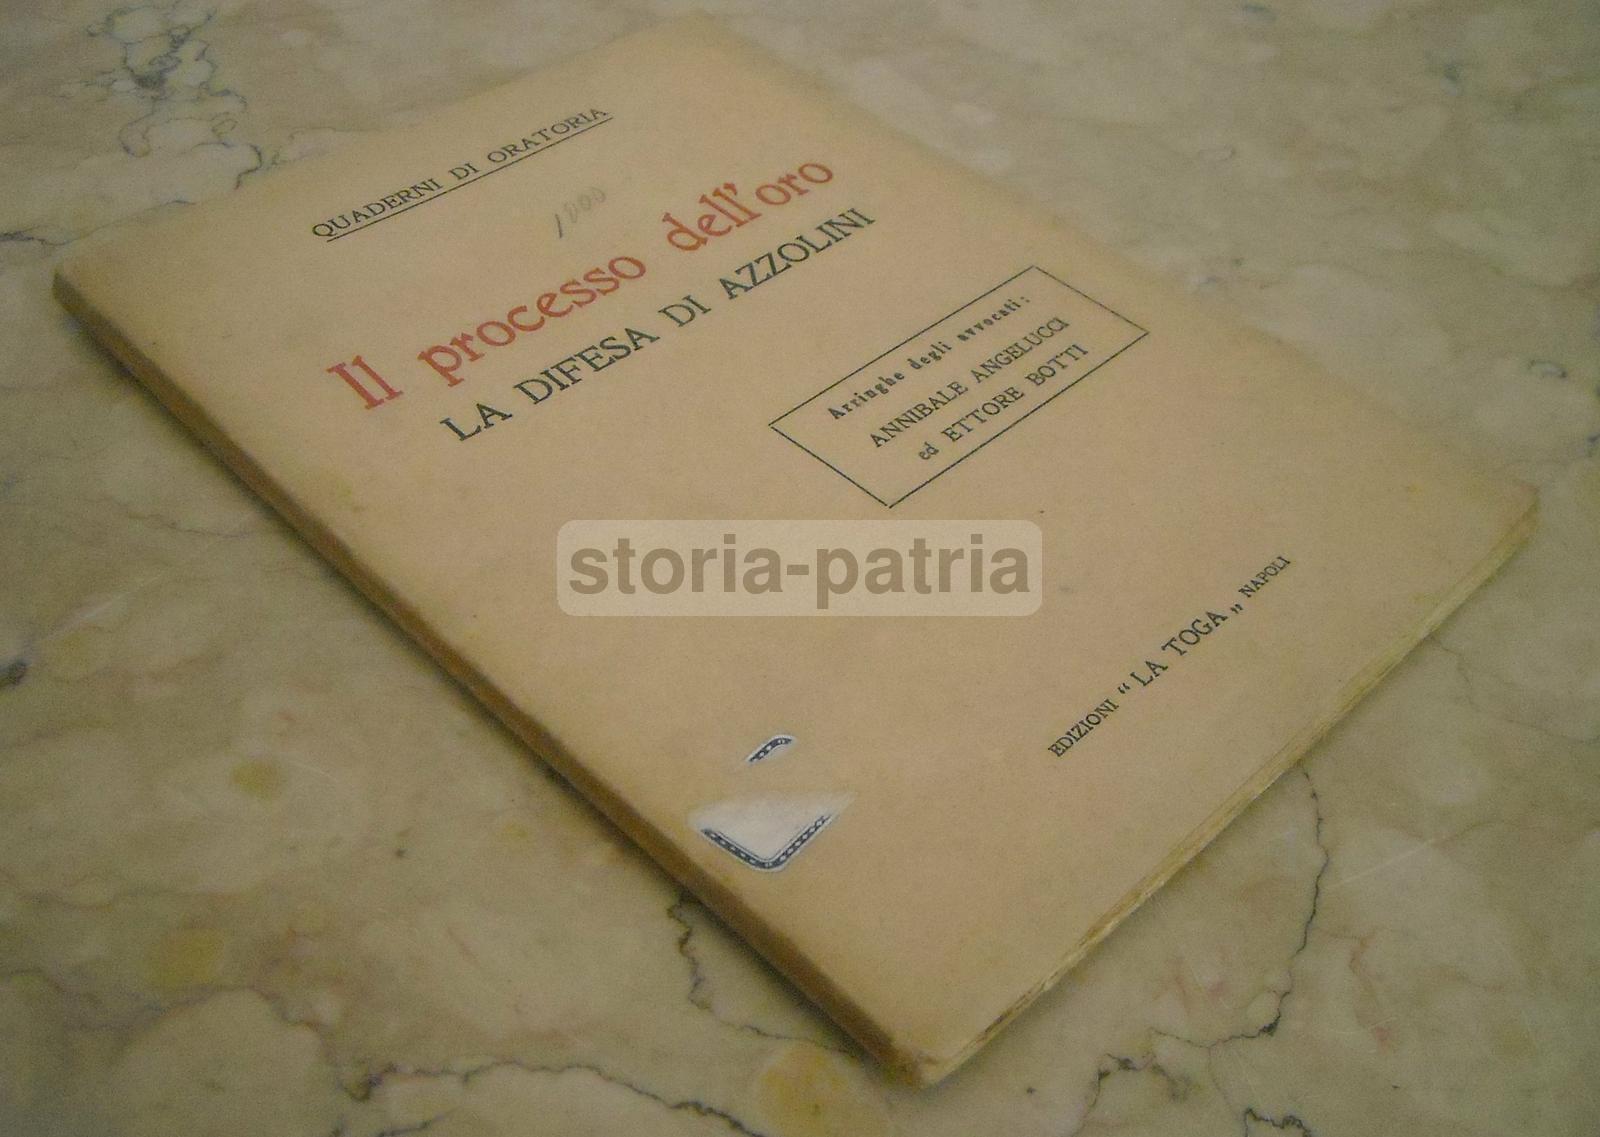 QUADERNI DI ORATORIA
1000
Il processo dell'oro
LA DIFESA DI AZZOLINI
Arringhe degli avvocati:
ANNIBALE ANGELUCCI
ed ETTORE BOTTI
storia-patria
EDIZIONI “ LA TOGA „ NAPOLI